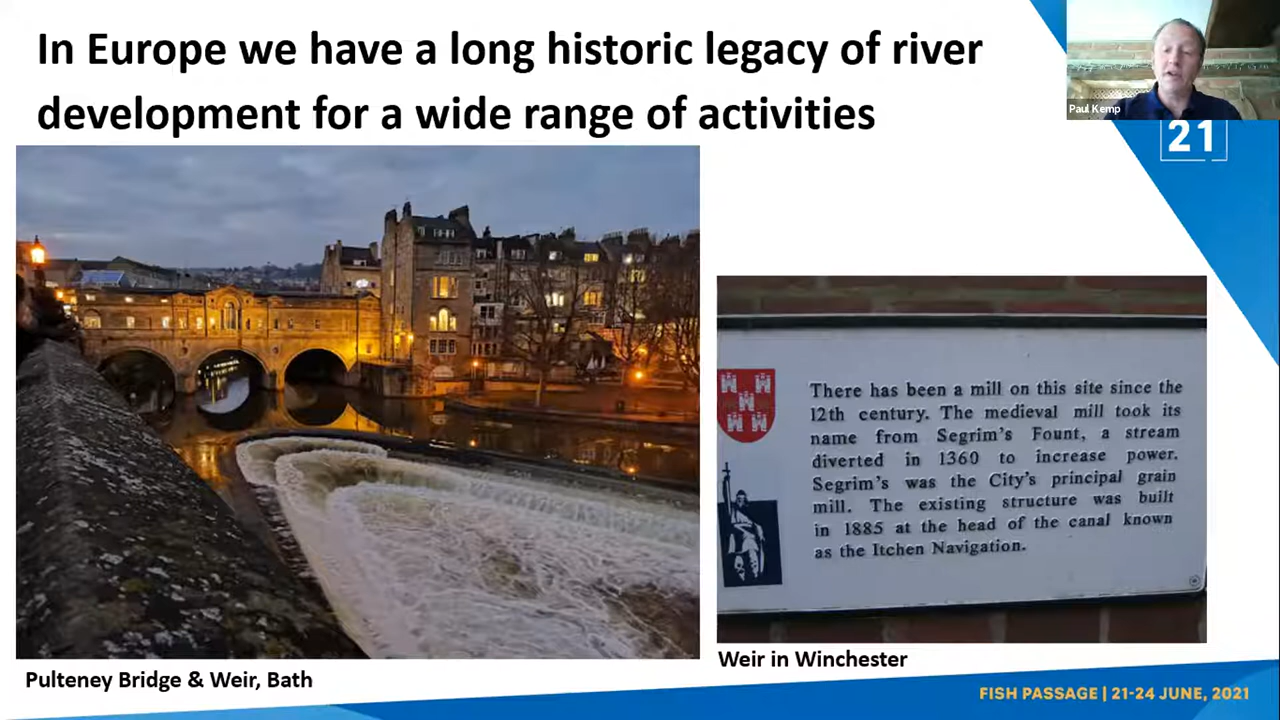 In Europe we have a long historic legacy of river
development for a wide range of activities
Paul Kemp
21
There has been a mill on this site since the
12th century. The medieval mill took its
name from Segrim's Fount, a stream
diverted in 1360 to increase power.
Segrim's was the City's principal grain
mill. The existing structure was built
in 1885 at the head of the canal known
as the Itchen Navigation.
Weir in Winchester
Pulteney Bridge & Weir, Bath
FISH PASSAGE | 21-24 JUNE, 2021